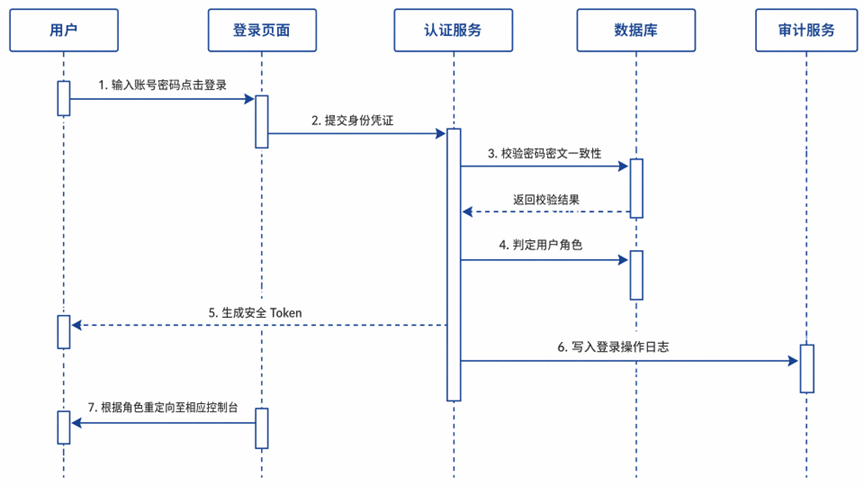 用户
登录页面
认证服务
数据库
审计服务
1. 输入账号密码点击登录
2. 提交身份凭证
3. 校验密码密文一致性
返回校验结果
4. 判定用户角色
5. 生成安全 Token
6. 写入登录操作日志
7. 根据角色重定向至相应控制台